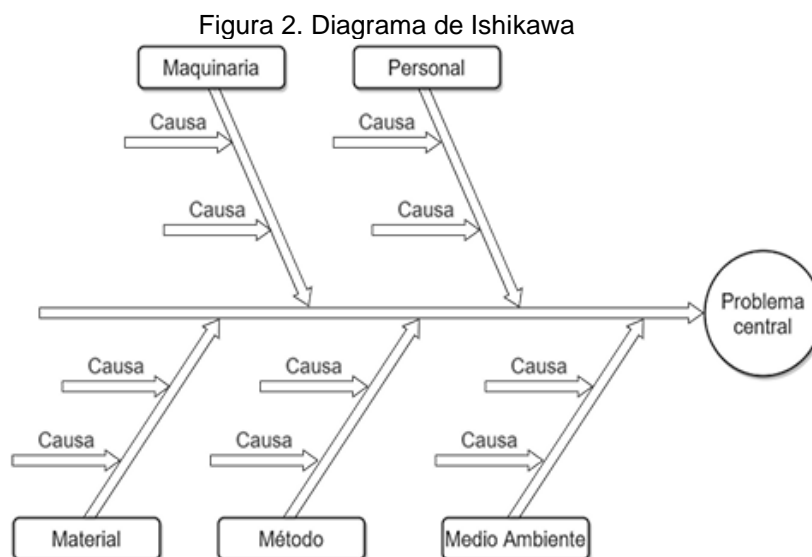 Figura 2. Diagrama de Ishikawa
Maquinaria
Personal
Causa
Causa
Causa
Causa
Problema
central
Causa
Causa
Causa
Causa
Causa
Causa
Material
Método
Medio Ambiente